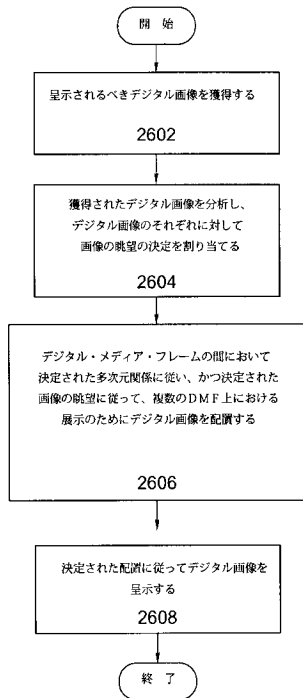 開 始
呈示されるべきデジタル画像を獲得する
2602
獲得されたデジタル画像を分析し、
デジタル画像のそれぞれに対して
画像の眺望の決定を割り当てる
2604
デジタル・メディア・フレームの間において
決定された多次元関係に従い、かつ決定された
画像の眺望に従って、複数のDMF上における
展示のためにデジタル画像を配置する
2606
決定された配置に従ってデジタル画像を
呈示する
2608
終 了